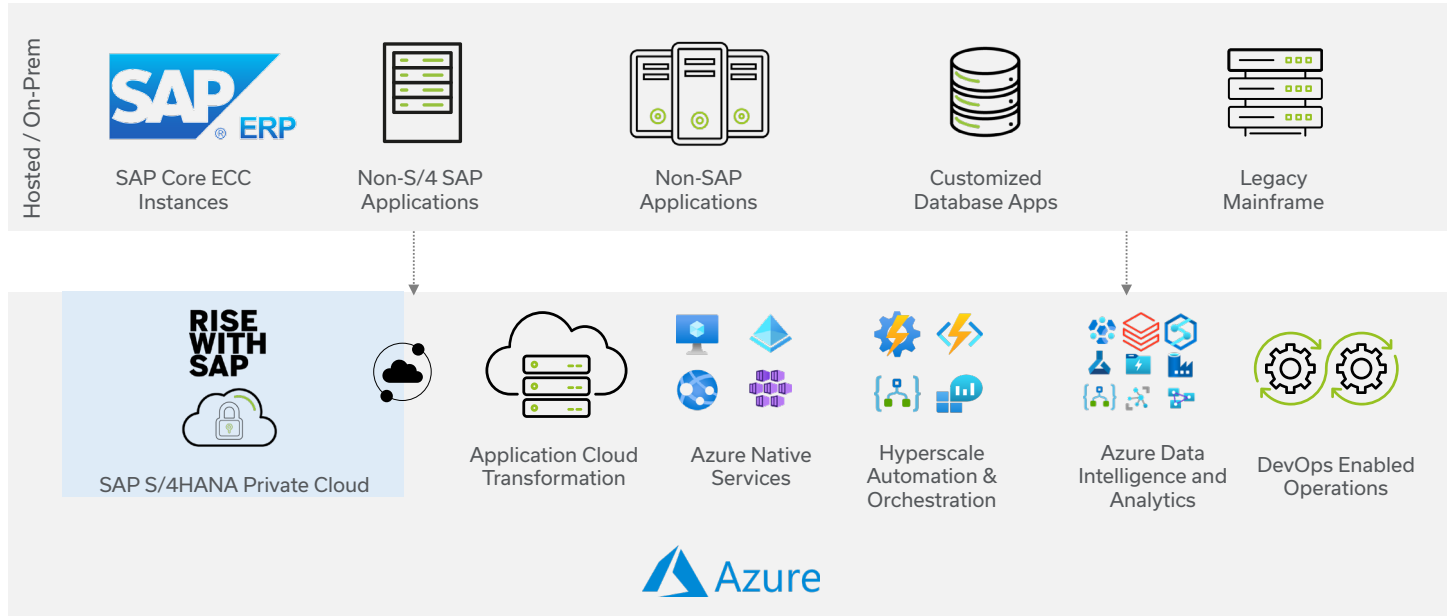 Hosted / On-Prem
SAP
®
ERP
SAP Core ECC
Instances
Non-S/4 SAP
Applications
Non-SAP
Applications
Customized
Database Apps
Legacy
Mainframe
RISE
WITH
SAP
SAP S/4HANA Private Cloud
Application Cloud
Transformation
Azure Native
Services
Hyperscale
Automation &
Orchestration
Azure Data
Intelligence and
Analytics
DevOps Enabled
Operations
Azure